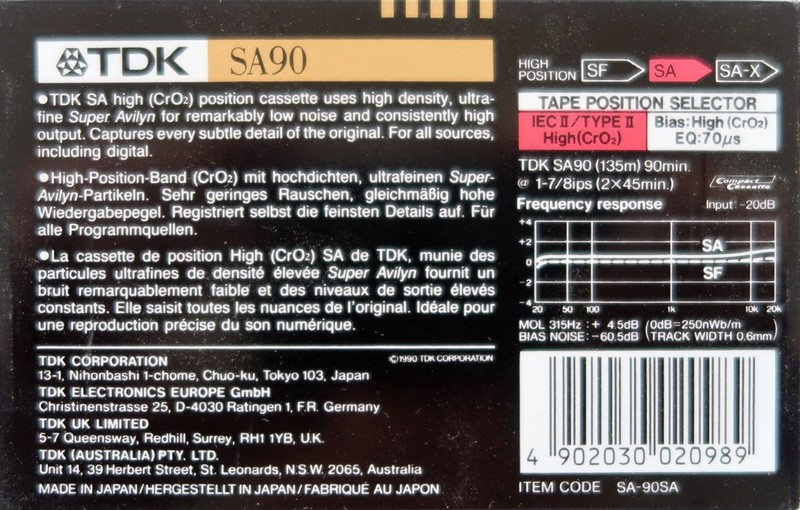 TDK SA90
●TDK SA high (CrO₂) position cassette uses high density, ultra-
fine Super Avilyn for remarkably low noise and consistently high
output. Captures every subtle detail of the original. For all sources,
including digital.
●High-Position-Band (CrO₂) mit hochdichten, ultrafeinen Super-
Avilyn-Partikeln. Sehr geringes Rauschen, gleichmäßig hohe
Wiedergabepegel. Registriert selbst die feinsten Details auf. Für
alle Programmquellen.
●La cassette de position High (CrO₂) SA de TDK, munie des
particules ultrafines de densité élevée Super Avilyn fournit un
bruit remarquablement faible et des niveaux de sortie élevés
constants. Elle saisit toutes les nuances de l'original. Idéale pour
une reproduction précise du son numérique.
©1990 TDK CORPORATION
TDK CORPORATION
13-1, Nihonbashi 1-chome, Chuo-ku, Tokyo 103, Japan
TDK ELECTRONICS EUROPE GmbH
Christinenstrasse 25, D-4030 Ratingen 1, F.R. Germany
TDK UK LIMITED
5-7 Queensway, Redhill, Surrey, RH1 1YB, U.K.
TDK (AUSTRALIA) PTY. LTD.
Unit 14, 39 Herbert Street, St. Leonards, N.S.W. 2065, Australia
MADE IN JAPAN/HERGESTELLT IN JAPAN/FABRIQUÉ AU JAPON
HIGH
POSITION
SF SA SA-X
TAPE POSITION SELECTOR
IEC II/TYPE II
High(CrO₂)
Bias:High (CrO₂)
EQ:70μs
TDK SA90 (135m) 90min.
@ 1-7/8ips (2×45min.)
Compact
Cassette
Frequency response Input:-20dB
+4
+2
0
-2
-4
SA
SF
20 50 100 1k 10k 20k
MOL 315Hz:+ 4.5dB (0dB=250nWb/m
BIAS NOISE:-60.5dB (TRACK WIDTH 0.6mm)
4 902030 020989
ITEM CODE SA-90SA